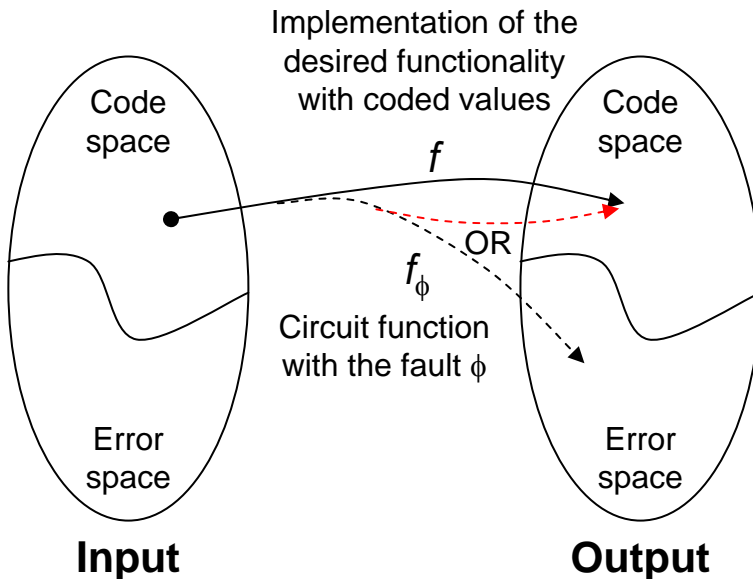 Implementation of the
desired functionality
with coded values
Code
space
Code
space
f
OR
fϕ
Circuit function
with the fault ϕ
Error
space
Error
space
Input
Output